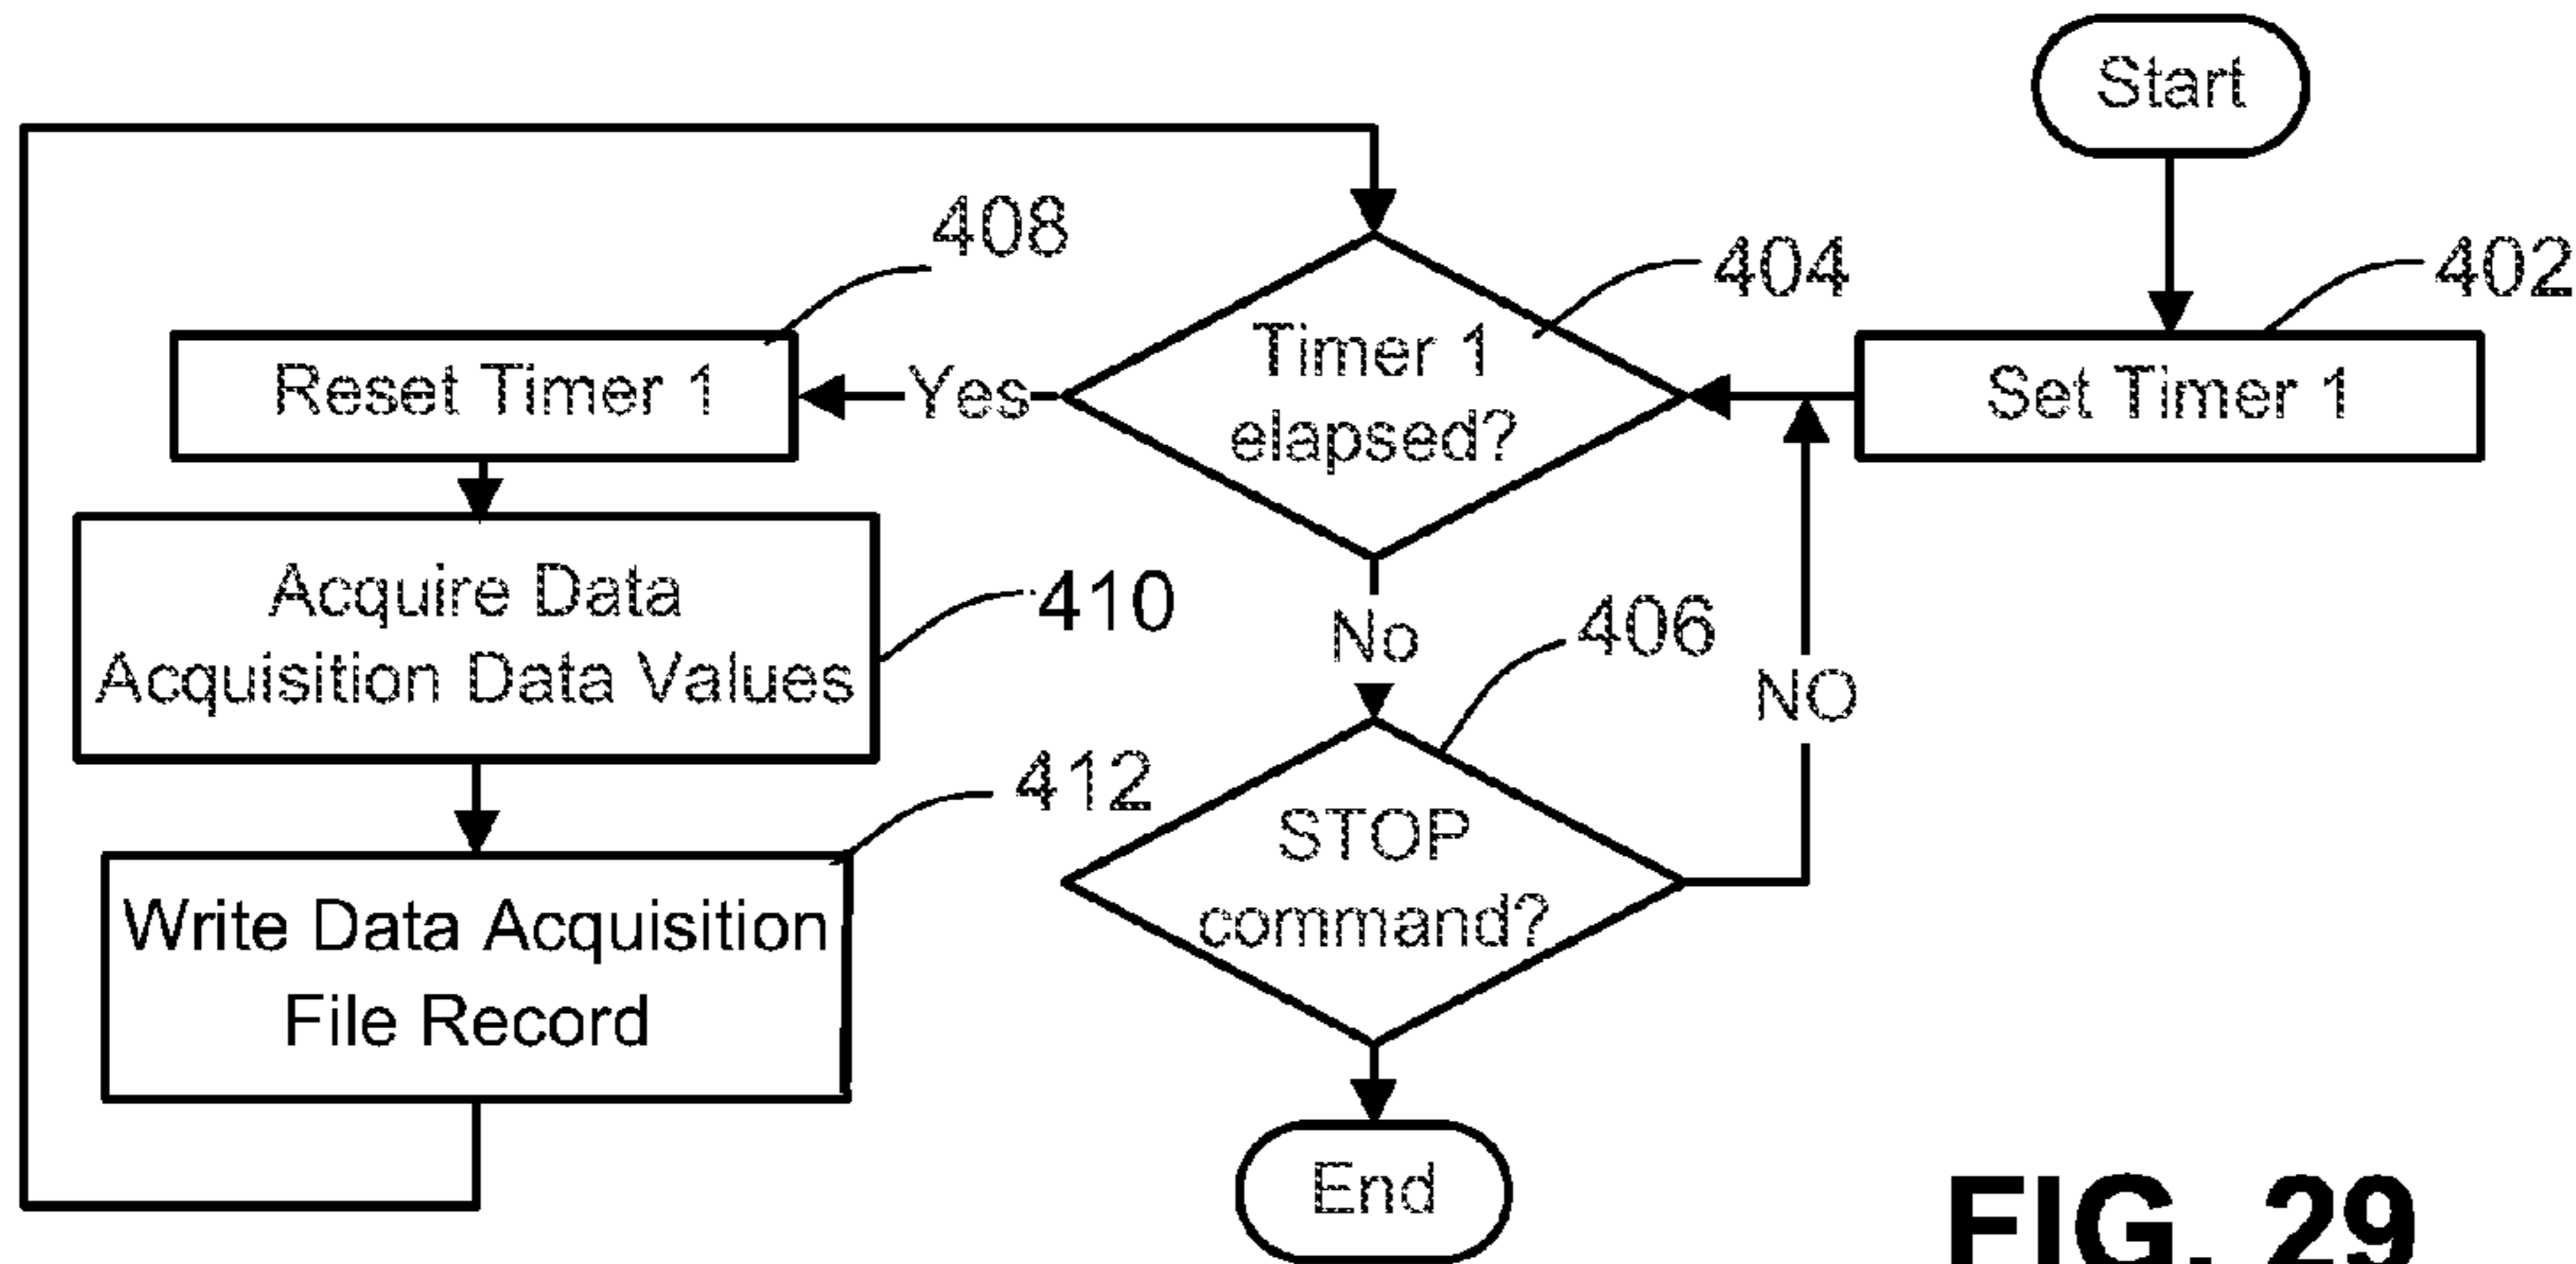 Start
402
Set Timer 1
404
Timer 1
elapsed?
Yes
408
Reset Timer 1
410
Acquire Data
Acquisition Data Values
412
Write Data Acquisition
File Record
No
406
STOP
command?
NO
End
FIG. 29